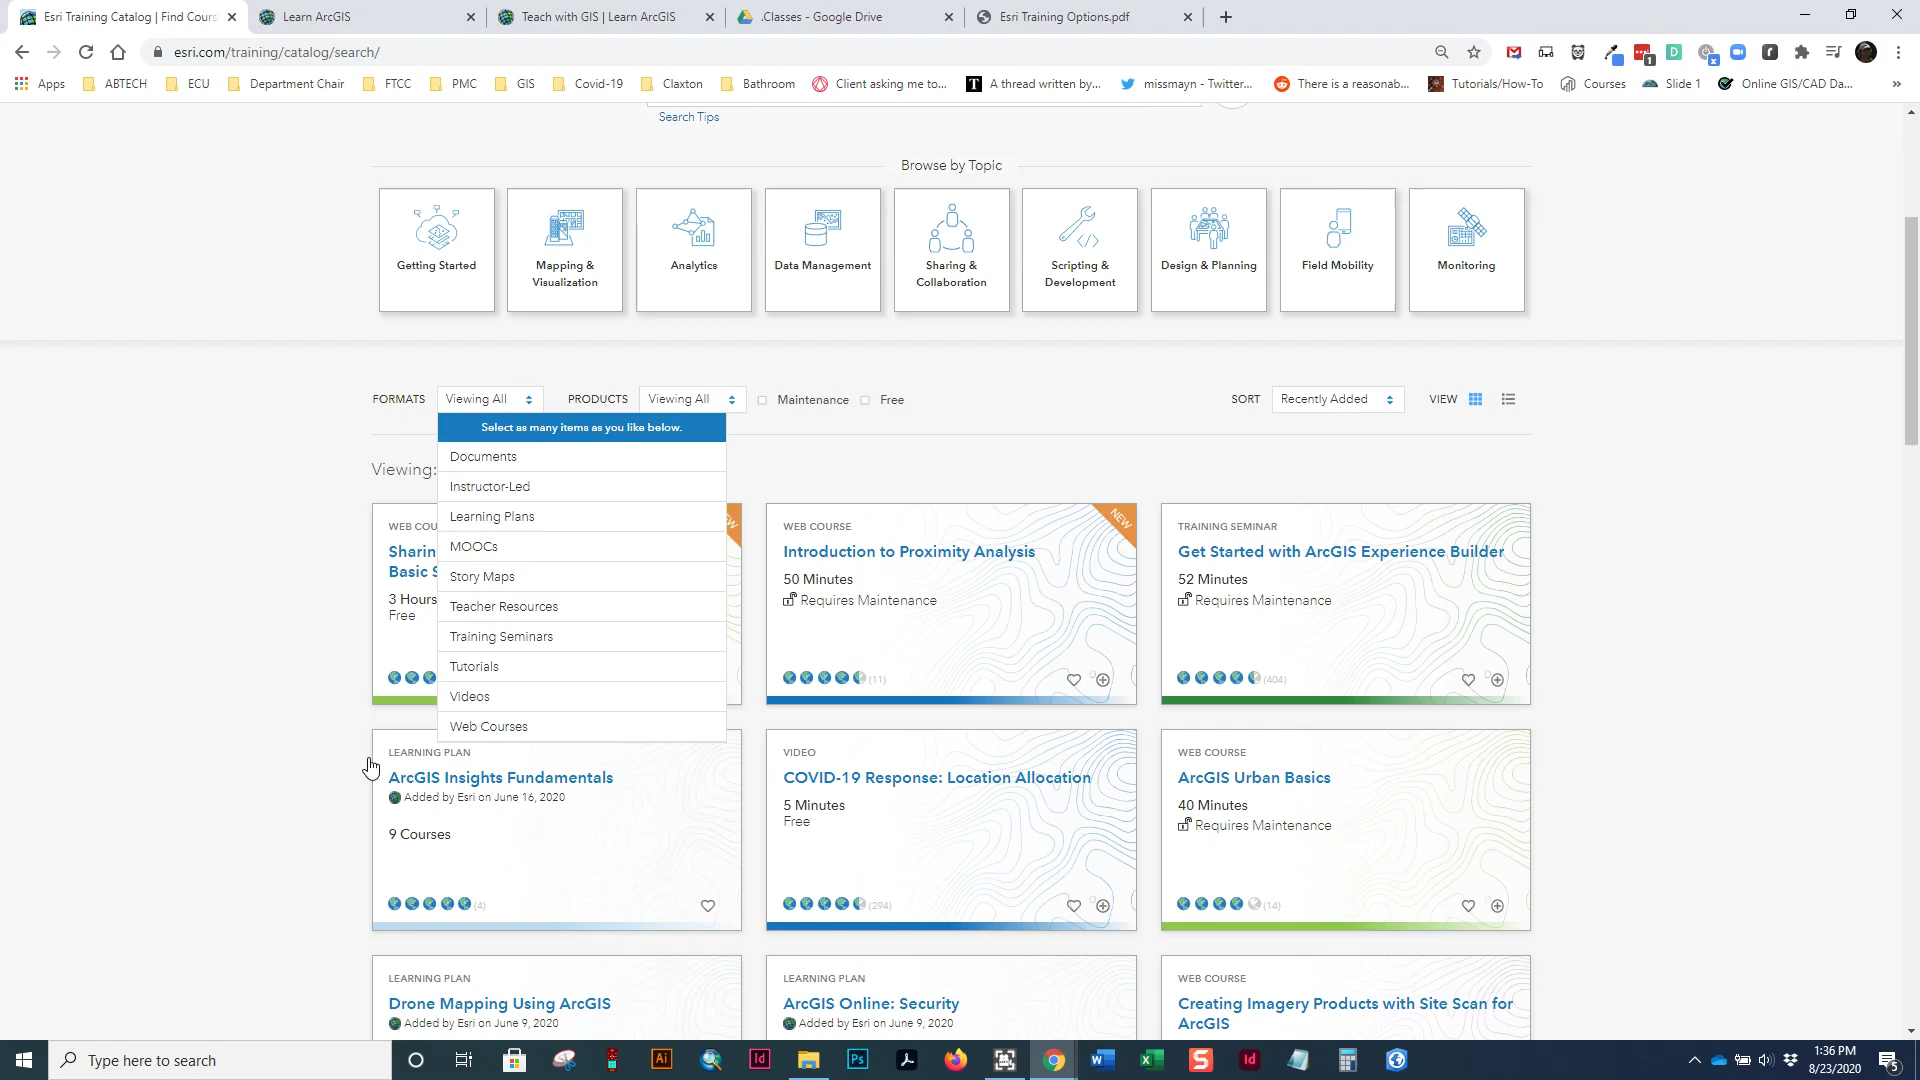 Esri Training Catalog | Find Cours
Learn ArcGIS
Teach with GIS | Learn ArcGIS
.Classes - Google Drive
Esri Training Options.pdf
esri.com/training/catalog/search/
Apps
ABTECH
ECU
Department Chair
FTCC
PMC
GIS
Covid-19
Claxton
Bathroom
Client asking me to...
A thread written by...
missmayn - Twitter...
There is a reasonab...
Tutorials/How-To
Courses
Slide 1
Online GIS/CAD Da...
Search Tips
Browse by Topic
Getting Started
Mapping &
Visualization
Analytics
Data Management
Sharing &
Collaboration
Scripting &
Development
Design & Planning
Field Mobility
Monitoring
FORMATS
Viewing All
PRODUCTS
Viewing All
Maintenance
Free
SORT
Recently Added
VIEW
Select as many items as you like below.
Documents
Instructor-Led
Learning Plans
MOOCs
Story Maps
Teacher Resources
Training Seminars
Tutorials
Videos
Web Courses
Viewing:
WEB COU
Sharin
Basic S
3 Hours
Free
WEB COURSE
NEW
Introduction to Proximity Analysis
50 Minutes
Requires Maintenance
(11)
TRAINING SEMINAR
Get Started with ArcGIS Experience Builder
52 Minutes
Requires Maintenance
(404)
LEARNING PLAN
ArcGIS Insights Fundamentals
Added by Esri on June 16, 2020
9 Courses
(4)
VIDEO
COVID-19 Response: Location Allocation
5 Minutes
Free
(294)
WEB COURSE
ArcGIS Urban Basics
40 Minutes
Requires Maintenance
(14)
LEARNING PLAN
Drone Mapping Using ArcGIS
Added by Esri on June 9, 2020
LEARNING PLAN
ArcGIS Online: Security
Added by Esri on June 9, 2020
WEB COURSE
Creating Imagery Products with Site Scan for
ArcGIS
Type here to search
1:36 PM
8/23/2020
5